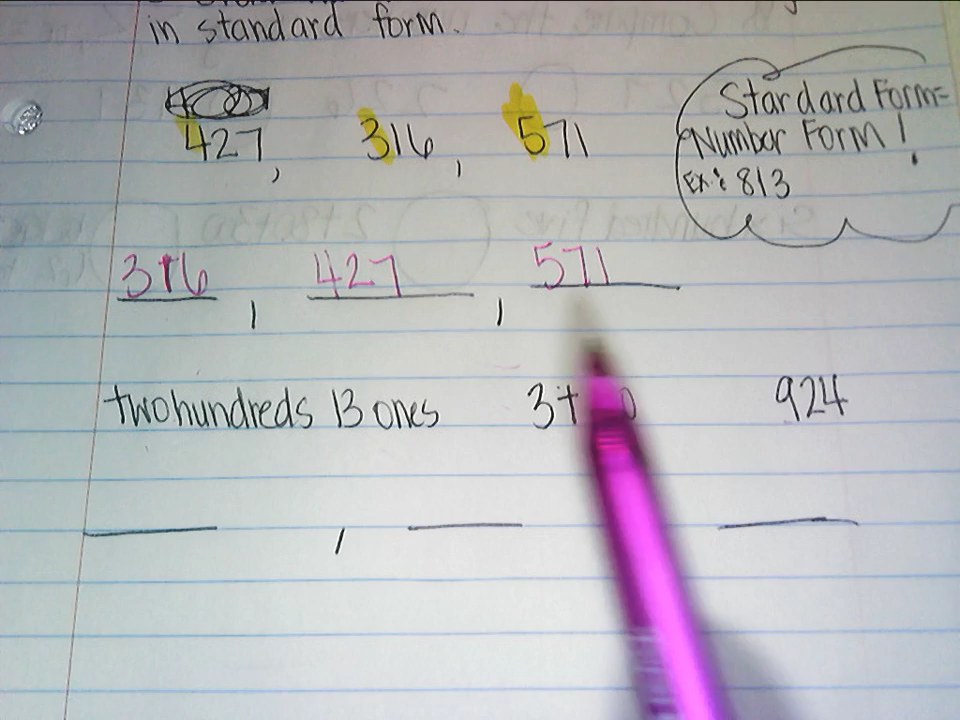 in standard form.
427, 316, 571
Stardard Form=
Number Form!
Ex: 813
316, 427, 571
two hundreds 13 ones 924